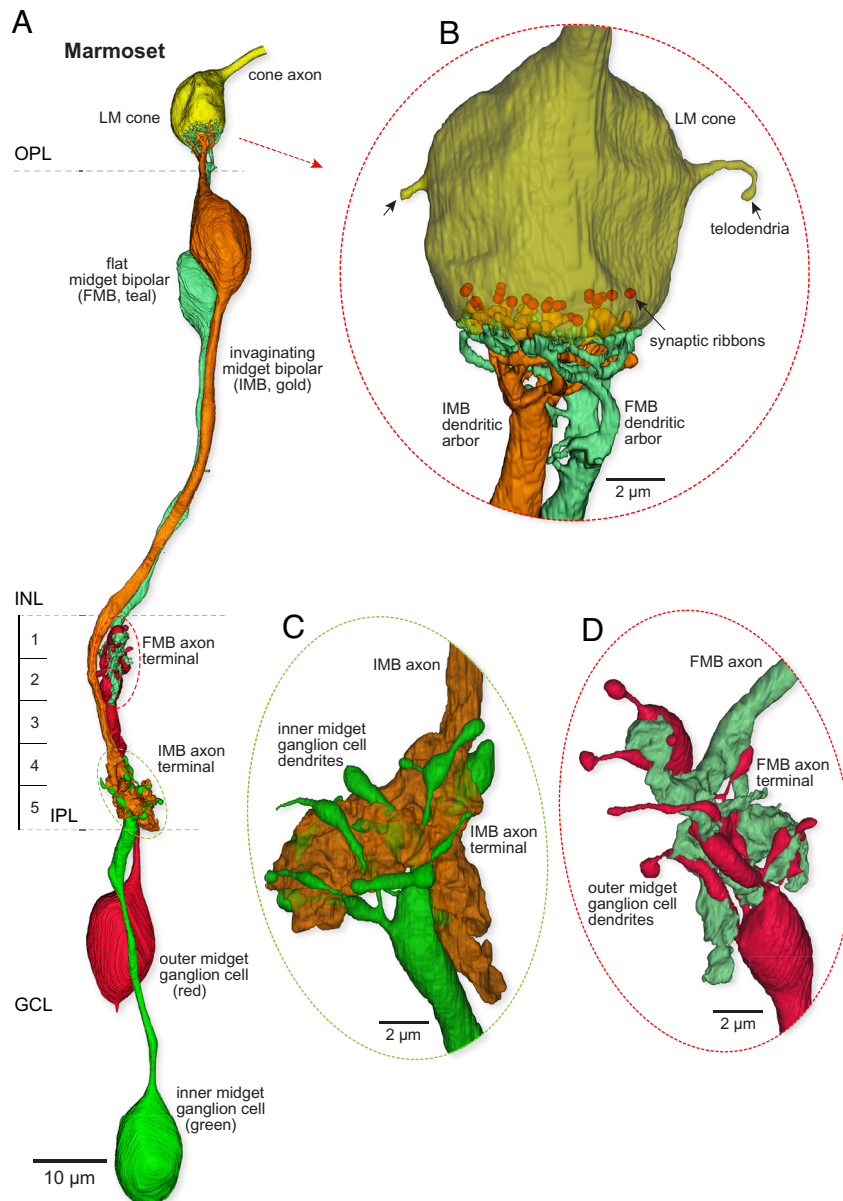 A
Marmoset
cone axon
LM cone
OPL
flat
midget bipolar
(FMB, teal)
invaginating
midget bipolar
(IMB, gold)
INL
1
2
3
4
5
IPL
FMB axon
terminal
IMB axon
terminal
outer midget
ganglion cell
(red)
GCL
inner midget
ganglion cell
(green)
10 µm
B
LM cone
telodendria
synaptic ribbons
IMB
dendritic
arbor
FMB
dendritic
arbor
2 µm
C
IMB axon
inner midget
ganglion cell
dendrites
IMB axon
terminal
2 µm
D
FMB axon
FMB axon
terminal
outer midget
ganglion cell
dendrites
2 µm